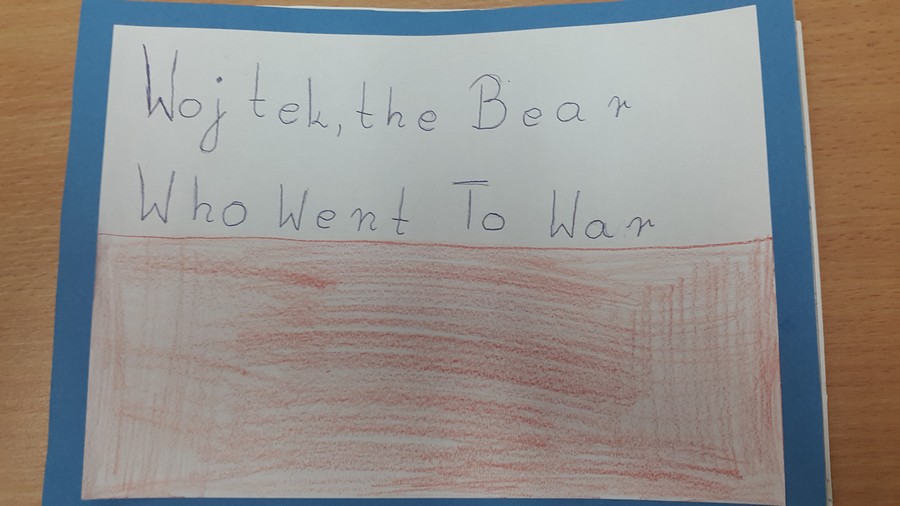 Wojtek, the Bear
Who Went To War